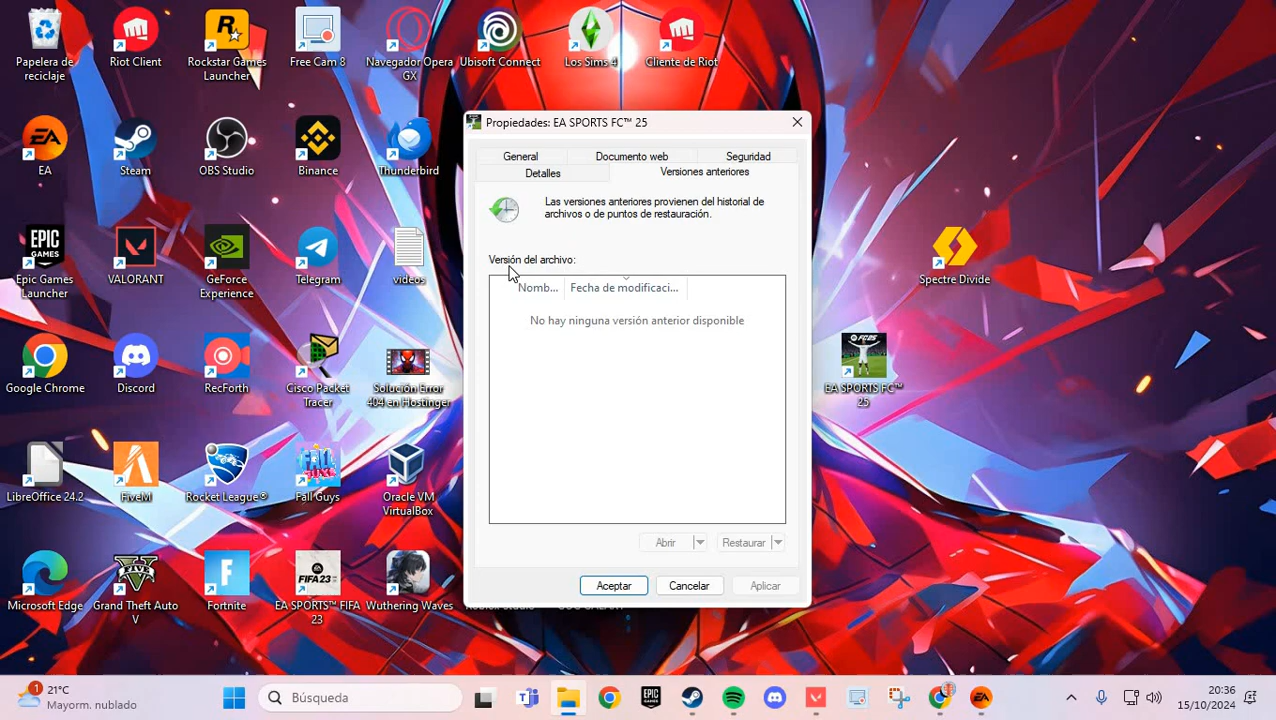 Papelera de
reciclaje
Riot Client
Rockstar Games
Launcher
Free Cam 8
Navegador Opera
GX
Ubisoft Connect
Los Sims 4
Cliente de Riot
EA
Steam
OBS Studio
Binance
Thunderbird
EPIC
GAMES
Epic Games
Launcher
VALORANT
GeForce
Experience
Telegram
videos
Google Chrome
Discord
RecForth
Cisco Packet
Tracer
Solución Error
404 en Hostinger
LibreOffice 24.2
FiveM
Rocket League®
Fall Guys
Oracle VM
VirtualBox
Microsoft Edge
Grand Theft Auto
V
Fortnite
EA SPORTS™ FIFA
23
Wuthering Waves
Spectre Divide
EA SPORTS FC™
25
Propiedades: EA SPORTS FC™ 25
General
Documento web
Seguridad
Detalles
Versiones anteriores
Las versiones anteriores provienen del historial de
archivos o de puntos de restauración.
Versión del archivo:
Nomb...
Fecha de modificaci...
No hay ninguna versión anterior disponible
Abrir
Restaurar
Aceptar
Cancelar
Aplicar
1
21°C
Mayorm. nublado
Búsqueda
20:36
15/10/2024